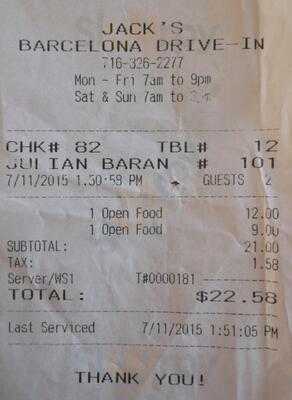 JACK'S
BARCELONA DRIVE-IN
716-326-2277
Mon - Fri 7am to 9pm
Sat & Sun 7am to
CHK# 82 TBL# 12
JULIAN BARAN # 101
7/11/2015 1:50:59 PM GUESTS 2
1 Open Food 12.00
1 Open Food 9.00
SUBTOTAL: 21.00
TAX: 1.58
Server/WS1 T#0000181
TOTAL: $22.58
Last Serviced 7/11/2015 1:51:05 PM
THANK YOU!